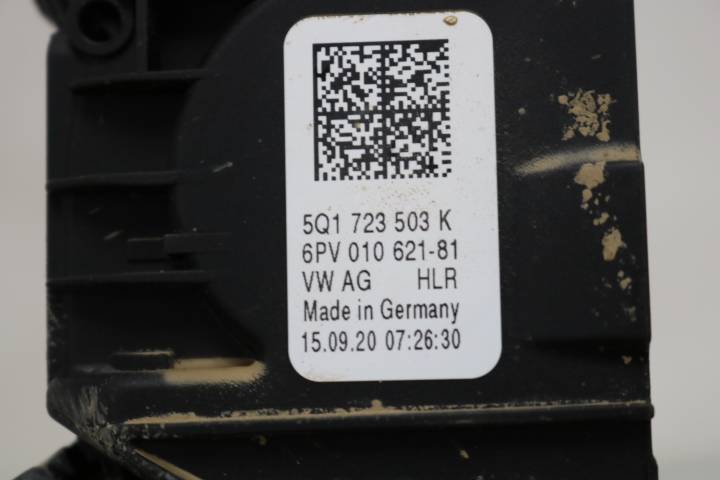 5Q1 723 503 K
6PV 010 621-81
VW AG HLR
Made in Germany
15.09.20 07:26:30